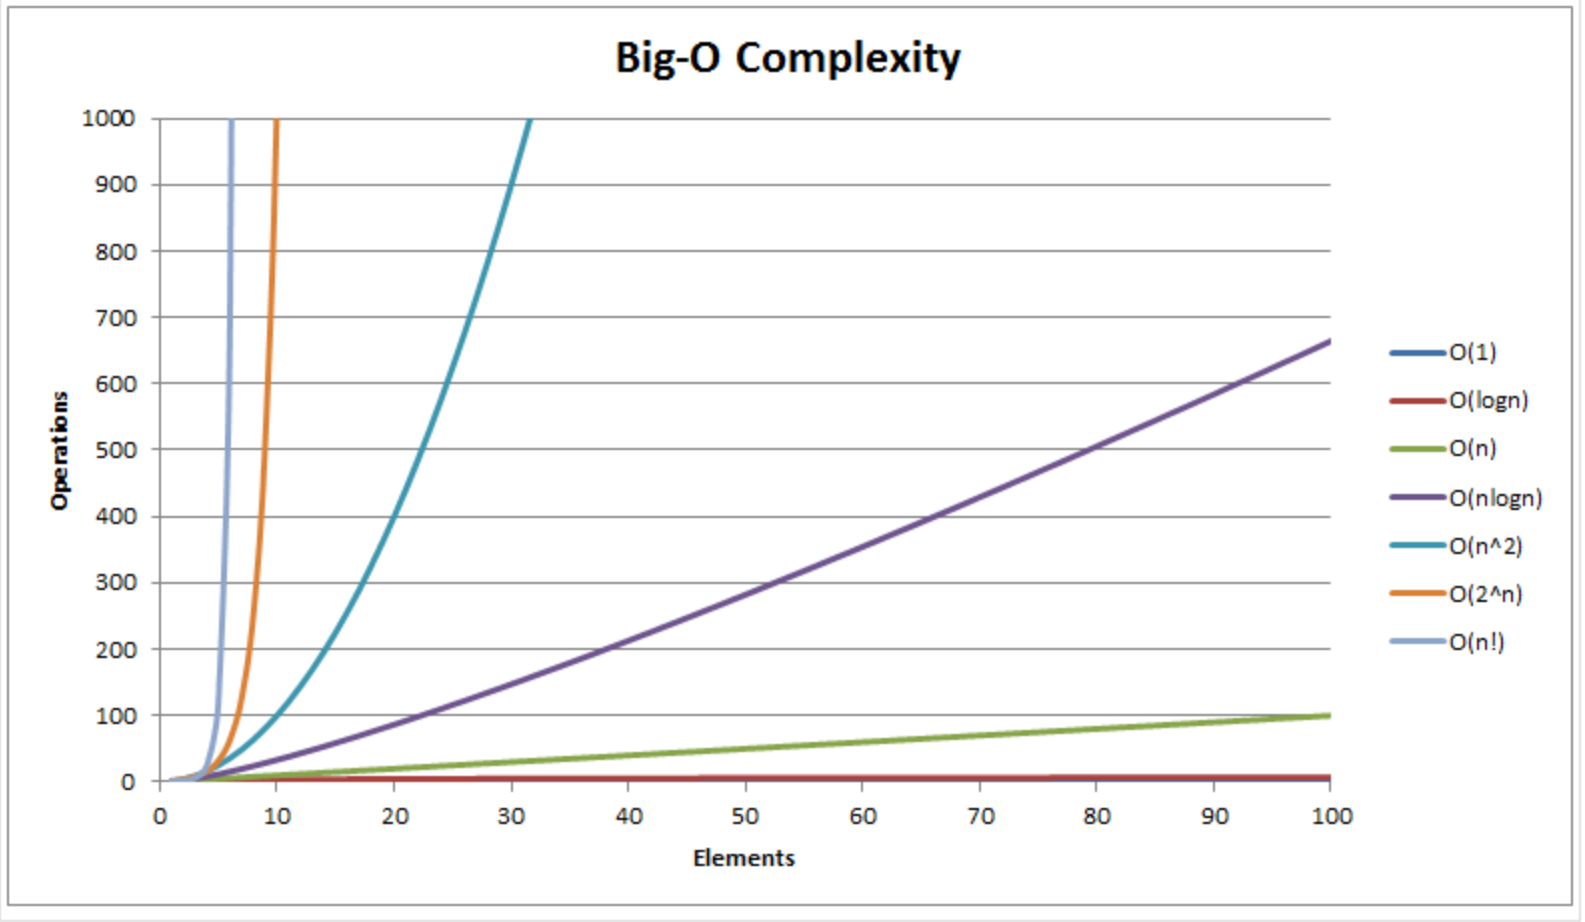 Big-O Complexity
1000
900
800
700
600
500
400
300
200
100
0
Operations
0 10 20 30 40 50 60 70 80 90 100
Elements
O(1)
O(logn)
O(n)
O(nlogn)
O(n^2)
O(2^n)
O(n!)